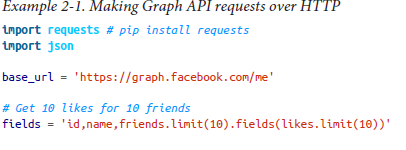 Example 2-1. Making Graph API requests over HTTP
import requests # pip install requests
import json
base_url = 'https://graph.facebook.com/me'
# Get 10 likes for 10 friends
fields = 'id,name,friends.limit(10).fields(likes.limit(10))'